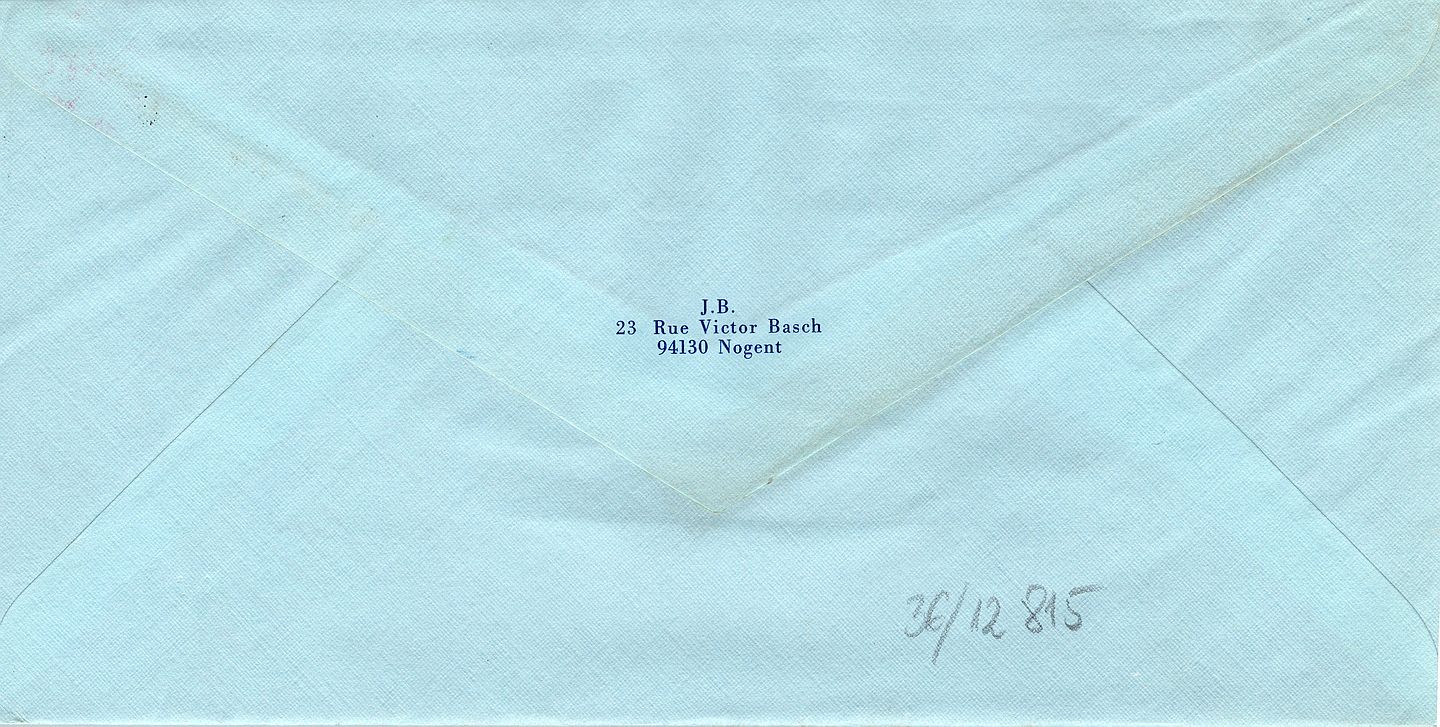 J.B.
23 Rue Victor Basch
94130 Nogent
36/12 815